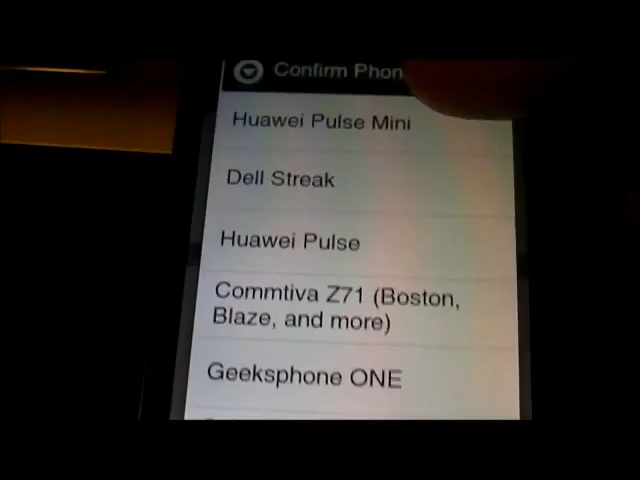 Confirm Phon
Huawei Pulse Mini
Dell Streak
Huawei Pulse
Commtiva Z71 (Boston,
Blaze, and more)
Geeksphone ONE